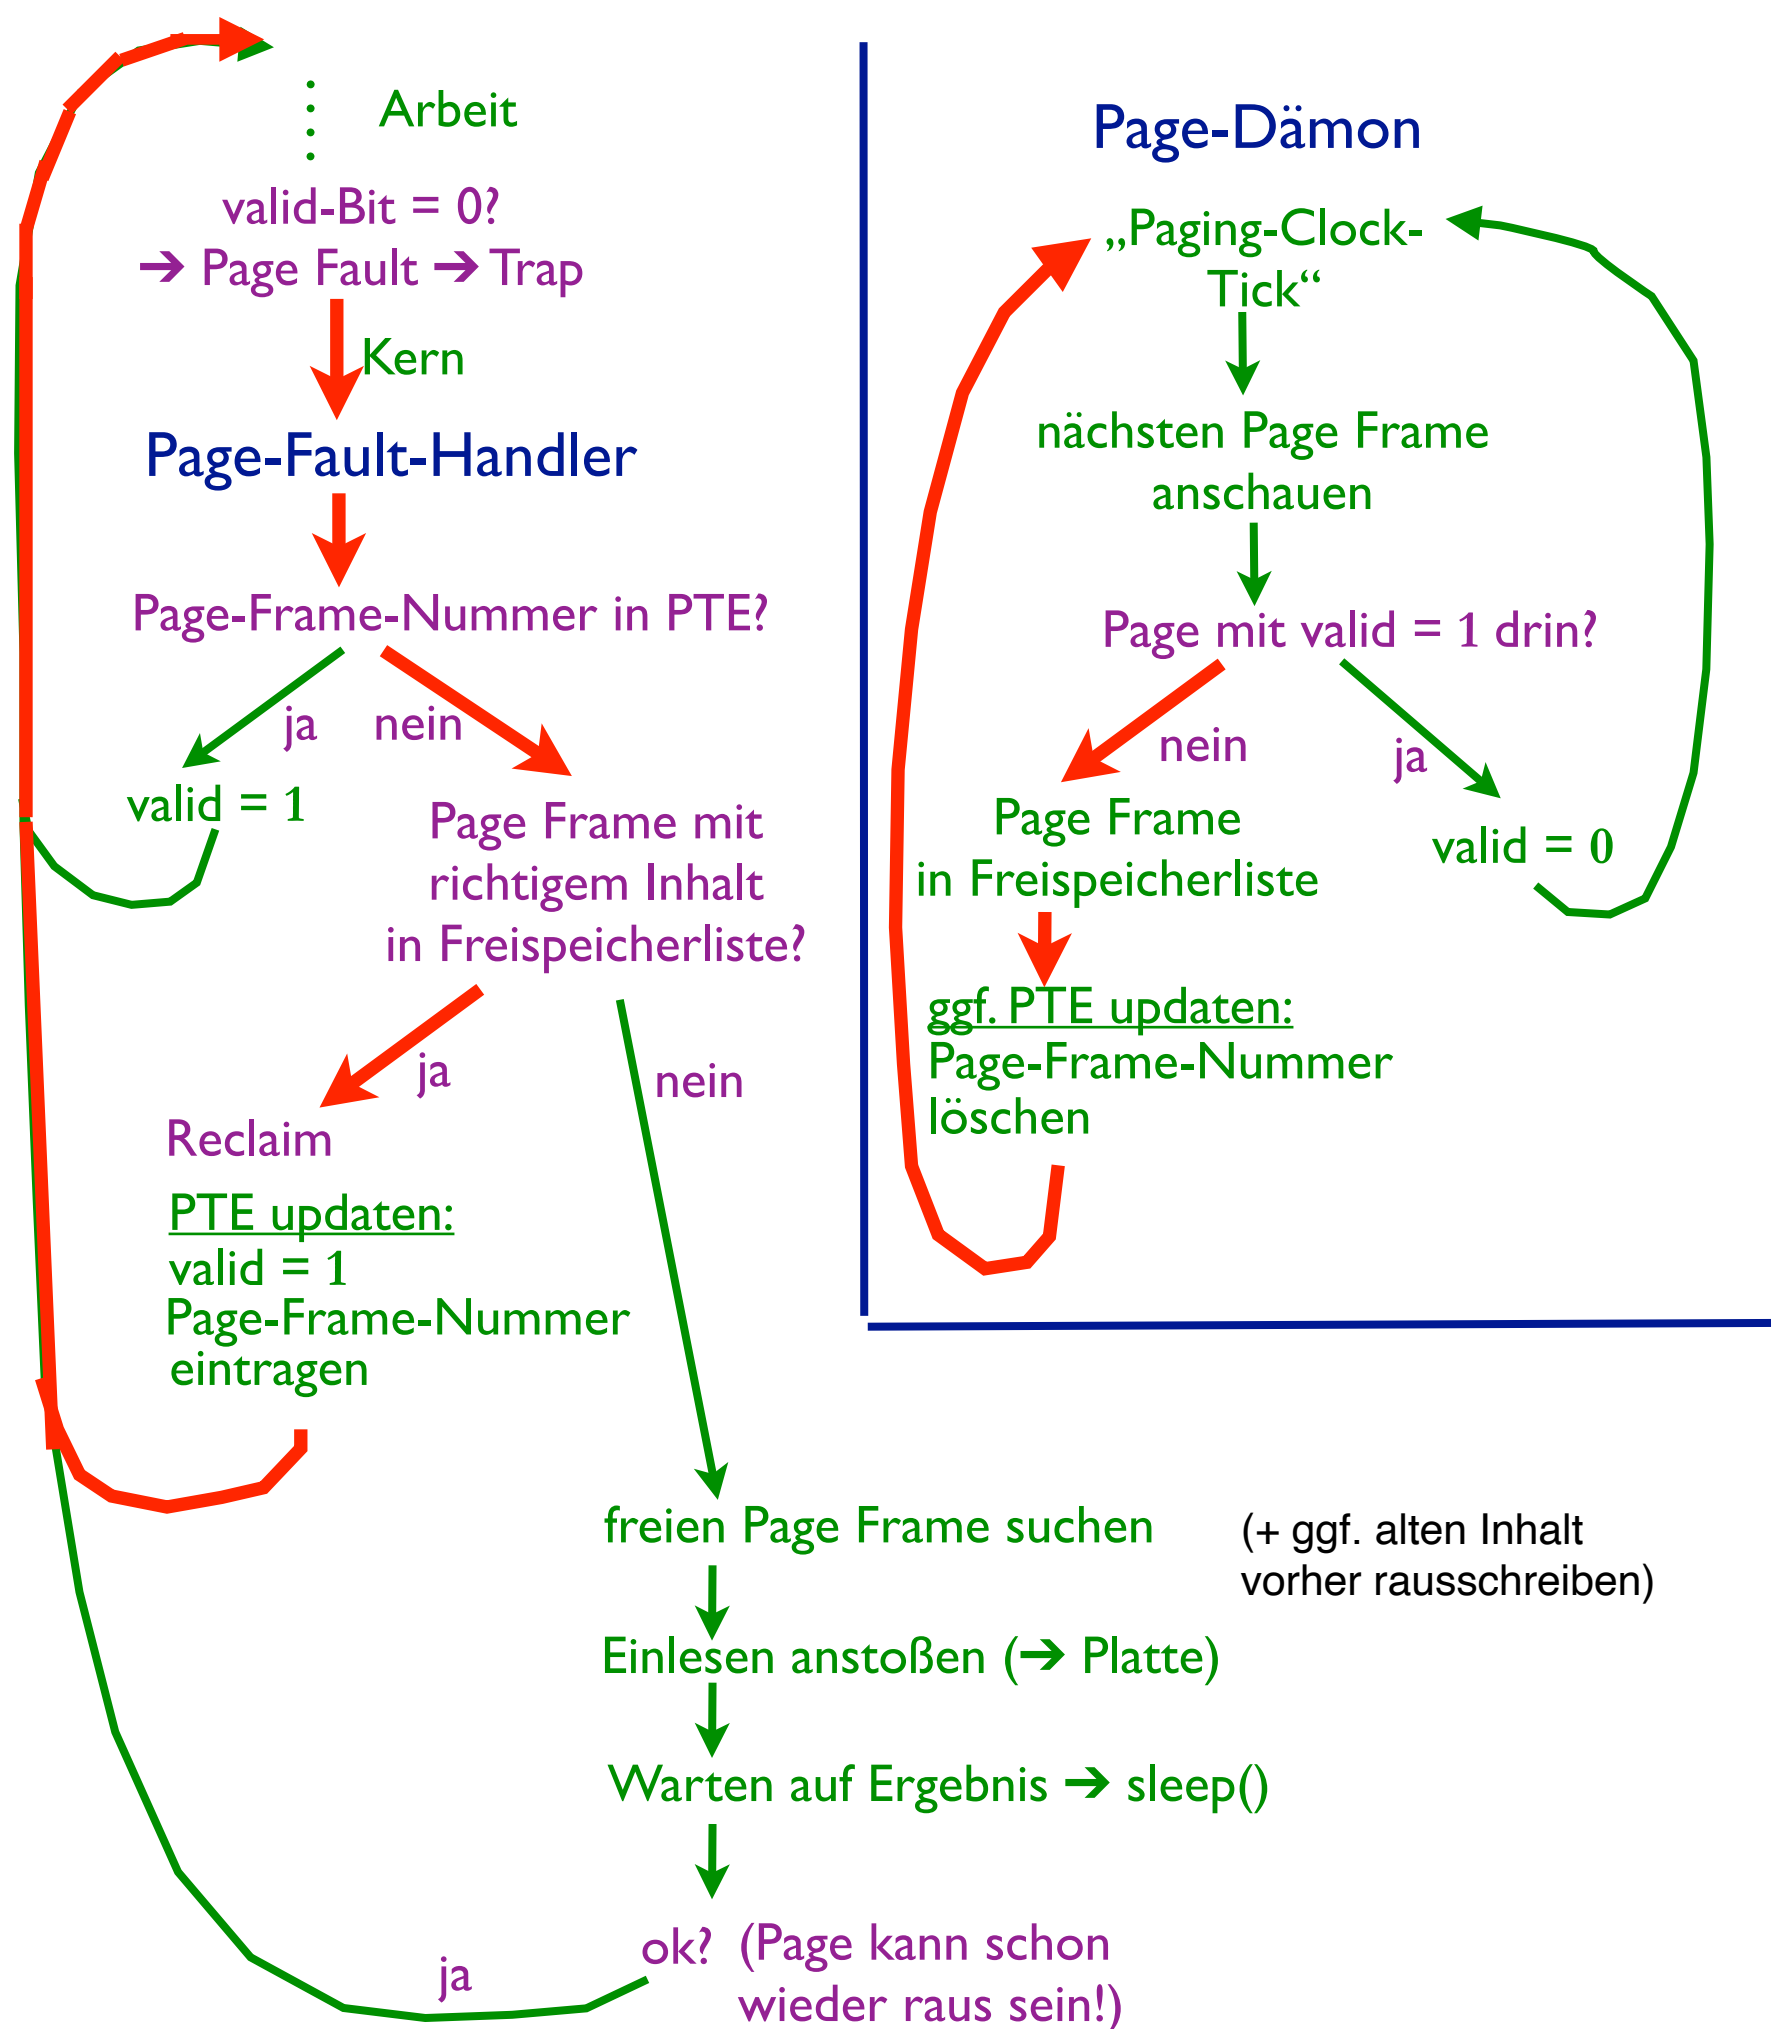 Arbeit
valid-Bit = 0?
➔ Page Fault ➔ Trap
Kern
Page-Fault-Handler
Page-Frame-Nummer in PTE?
ja
nein
valid = 1
Page Frame mit
richtigem Inhalt
in Freispeicherliste?
ja
nein
Reclaim
PTE updaten:
valid = 1
Page-Frame-Nummer
eintragen
freien Page Frame suchen
(+ ggf. alten Inhalt
vorher rausschreiben)
Einlesen anstoßen (➔ Platte)
Warten auf Ergebnis ➔ sleep()
ok? (Page kann schon
wieder raus sein!)
ja
Page-Dämon
„Paging-Clock-
Tick“
nächsten Page Frame
anschauen
Page mit valid = 1 drin?
nein
ja
Page Frame
in Freispeicherliste
valid = 0
ggf. PTE updaten:
Page-Frame-Nummer
löschen